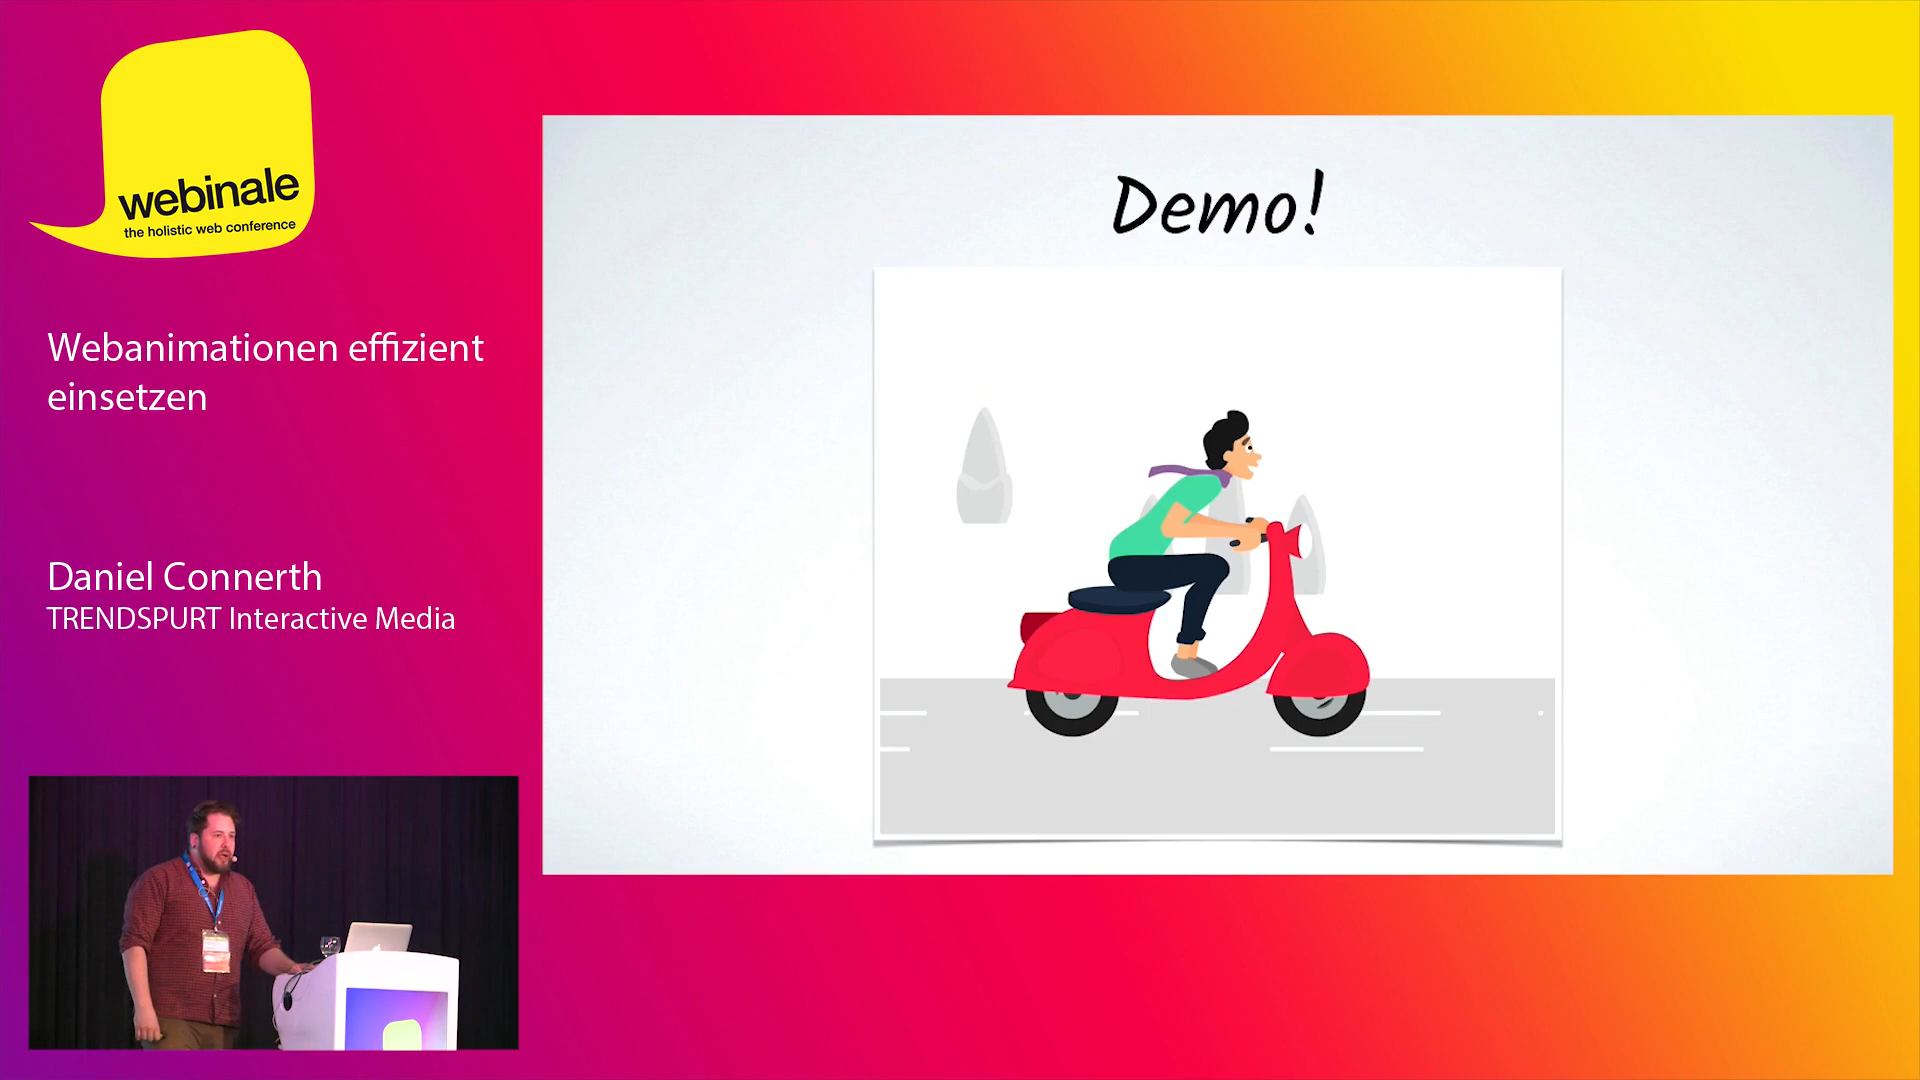 webinale
the holistic web conference
Webanimationen effizient
einsetzen
Daniel Connerth
TRENDSPURT Interactive Media
Demo!